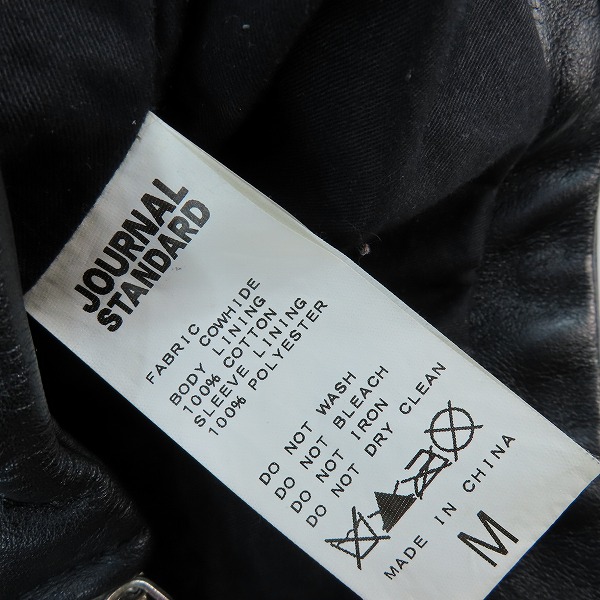 JOURNAL
STANDARD
FABRIC COWHIDE
BODY LINING
100% COTTON
SLEEVE LINING
100% POLYESTER
DO NOT WASH
DO NOT BLEACH
DO NOT IRON
DO NOT DRY CLEAN
MADE IN CHINA
M